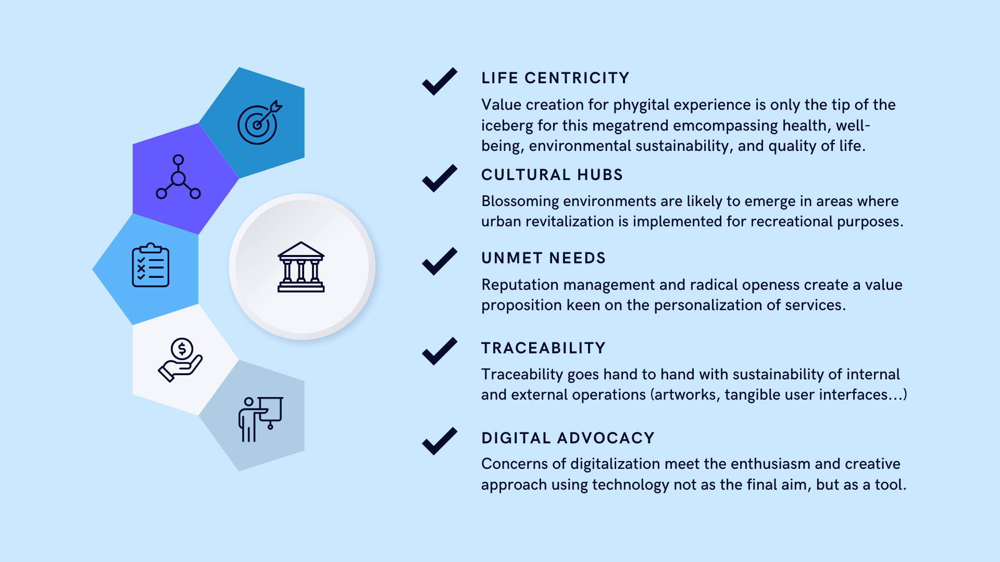 LIFE CENTRICITY
Value creation for phygital experience is only the tip of the
iceberg for this megatrend emcompassing health, well-
being, environmental sustainability, and quality of life.
CULTURAL HUBS
Blossoming environments are likely to emerge in areas where
urban revitalization is implemented for recreational purposes.
UNMET NEEDS
Reputation management and radical openess create a value
proposition keen on the personalization of services.
TRACEABILITY
Traceability goes hand to hand with sustainability of internal
and external operations (artworks, tangible user interfaces...)
DIGITAL ADVOCACY
Concerns of digitalization meet the enthusiasm and creative
approach using technology not as the final aim, but as a tool.
$